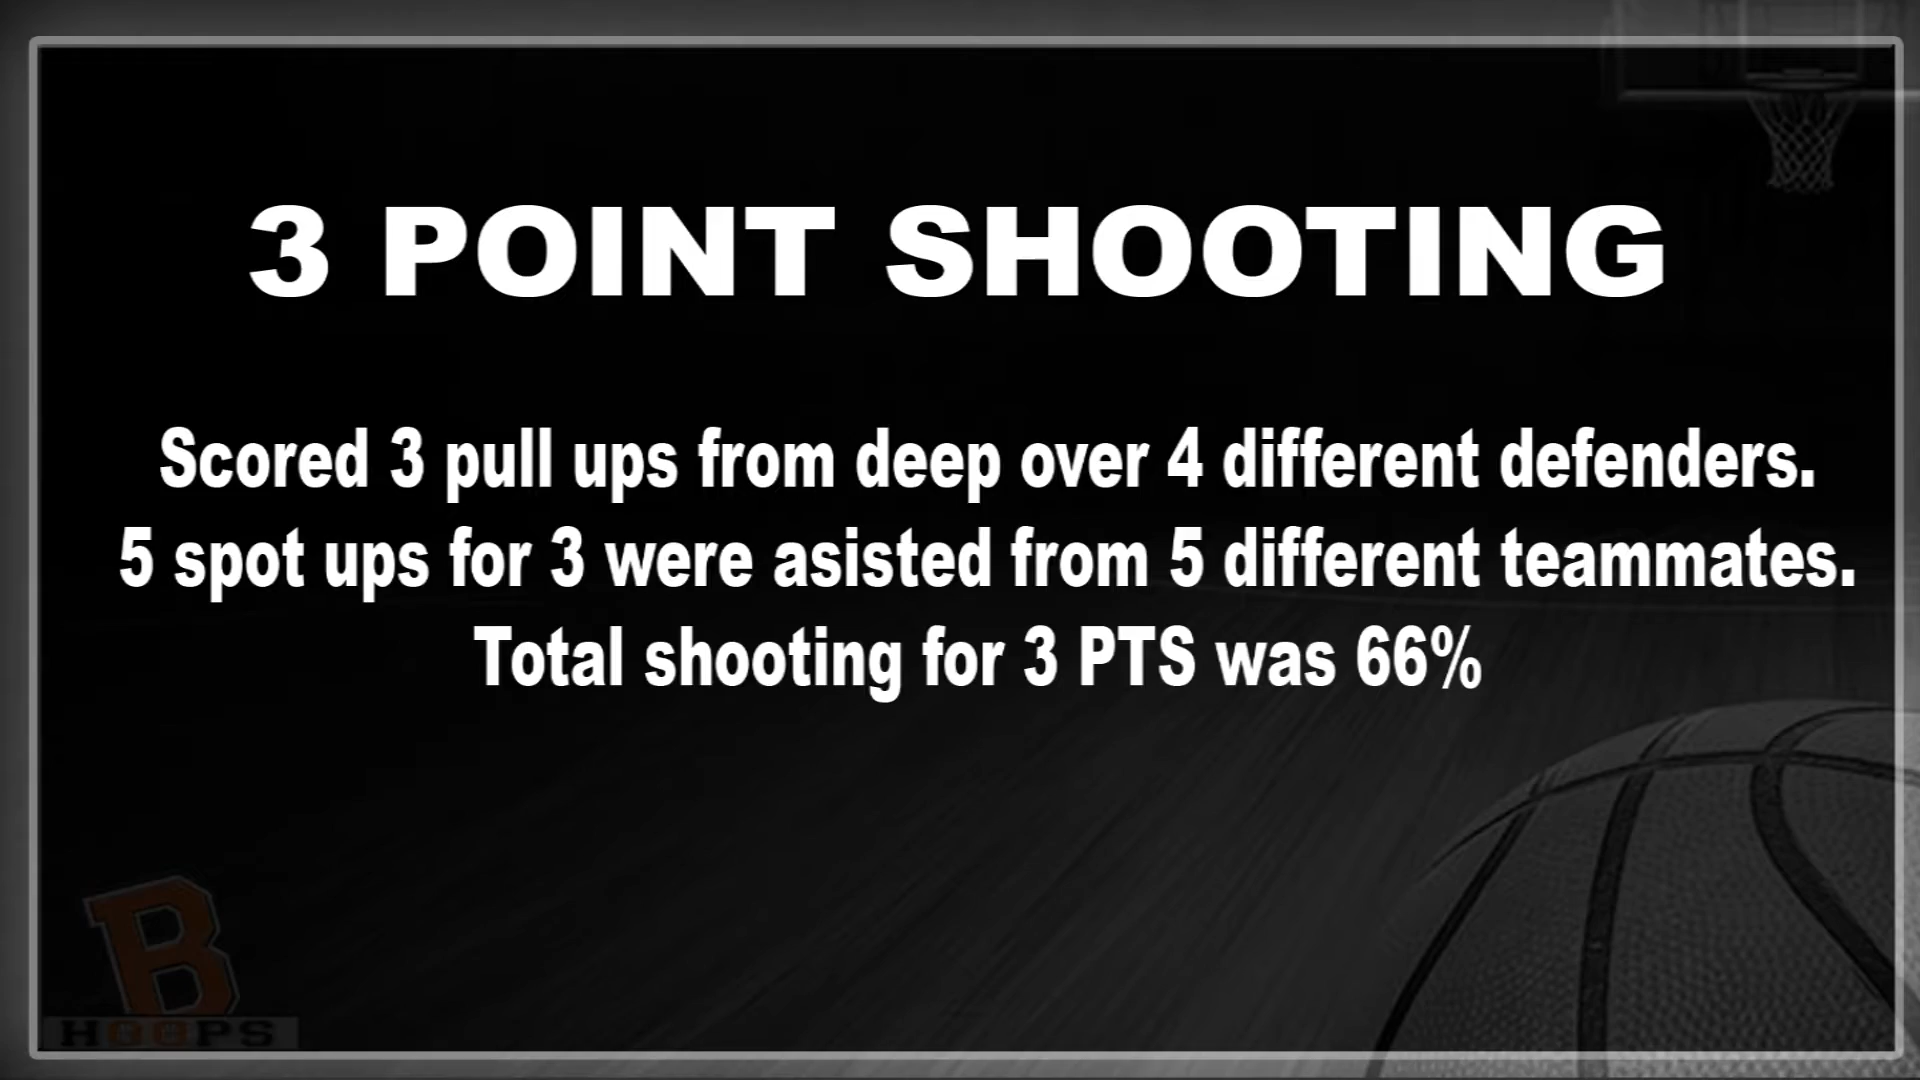 3 POINT SHOOTING
Scored 3 pull ups from deep over 4 different defenders.
5 spot ups for 3 were asisted from 5 different teammates.
Total shooting for 3 PTS was 66%
B
HOOPS